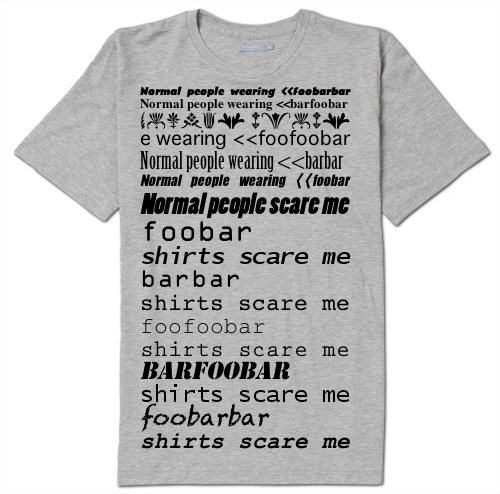 Normal people wearing <<foobarbar
Normal people wearing <<barfoobar
e wearing <<foofoobar
Normal people wearing <<barbar
Normal people wearing <<foobar
Normal people scare me
foobar
shirts scare me
barbar
shirts scare me
foofoobar
shirts scare me
BARFOOBAR
shirts scare me
foobarbar
shirts scare me